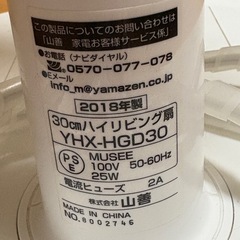 この製品についてのお問い合わせは
「山善 家電お客様サービス係」
●お電話（ナビダイヤル）
0570-077-078
●Eメール
info_m@yamazen.co.jp
2018年製
30cmハイリビング扇
YHX-HGD30
PSE
MUSEE
100V 50-60Hz
25W
電流ヒューズ 2A
株式会社 山善
MADE IN CHINA
NO.8002746